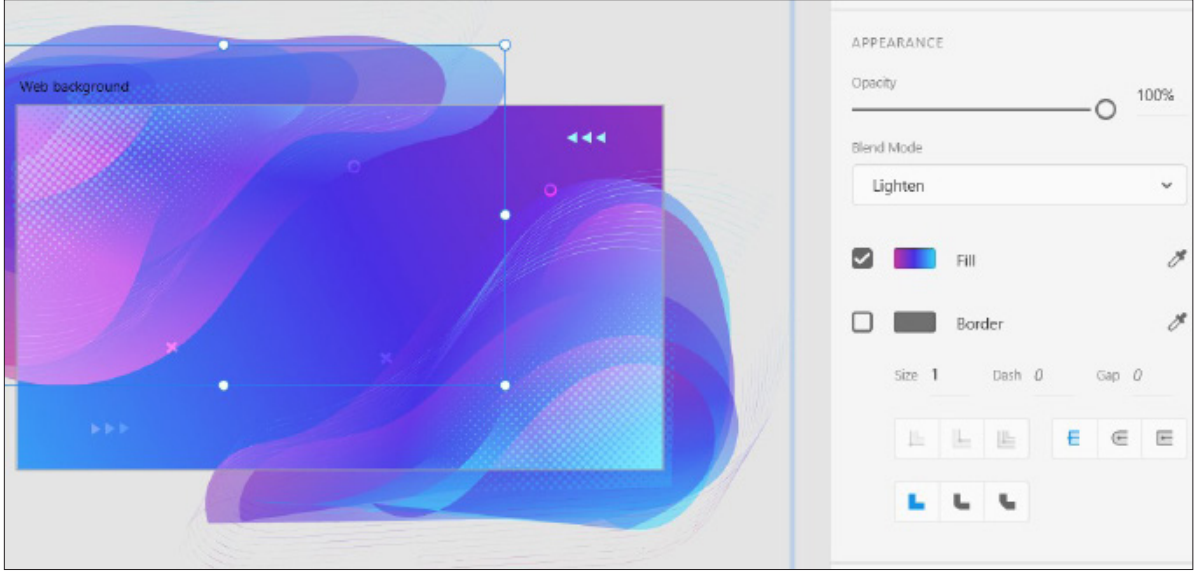 Web background
APPEARANCE
Opacity
100%
Blend Mode
Lighten
Fill
Border
Size 1 Dash 0 Gap 0